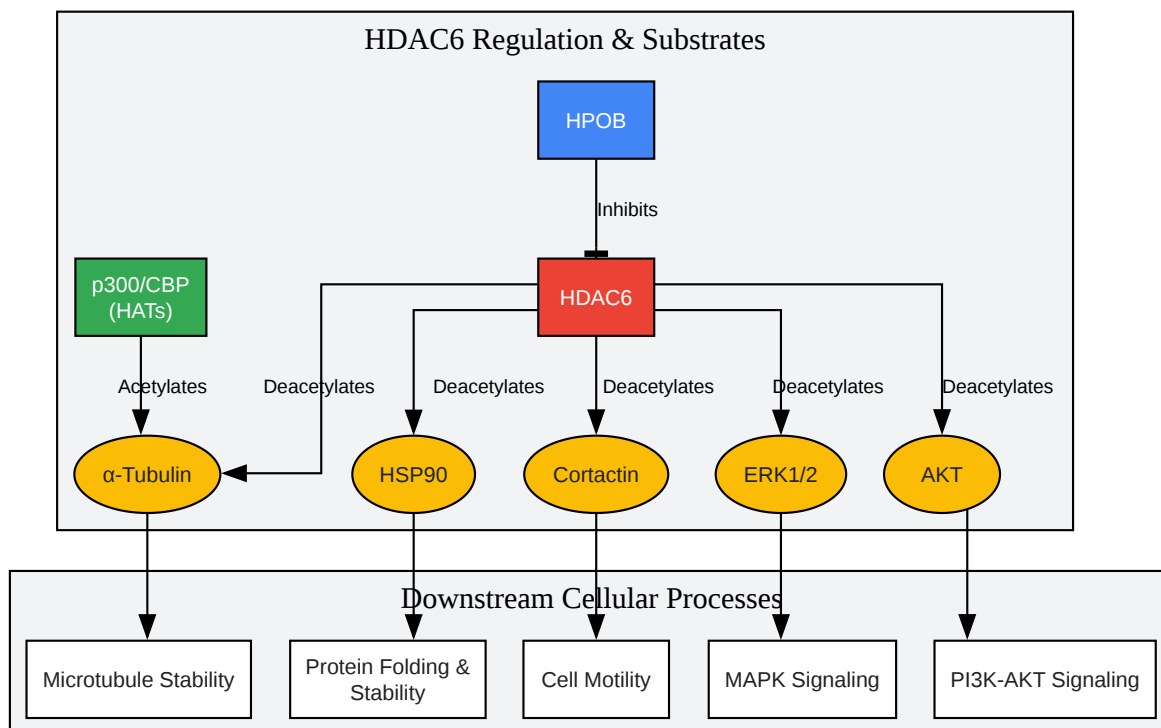 HDAC6 Regulation & Substrates
HPOB
Inhibits
p300/CBP
(HATs)
HDAC6
Acetylates
Deacetylates
Deacetylates
Deacetylates
Deacetylates
Deacetylates
α-Tubulin
HSP90
Cortactin
ERK1/2
AKT
Downstream Cellular Processes
Microtubule Stability
Protein Folding &
Stability
Cell Motility
MAPK Signaling
PI3K-AKT Signaling